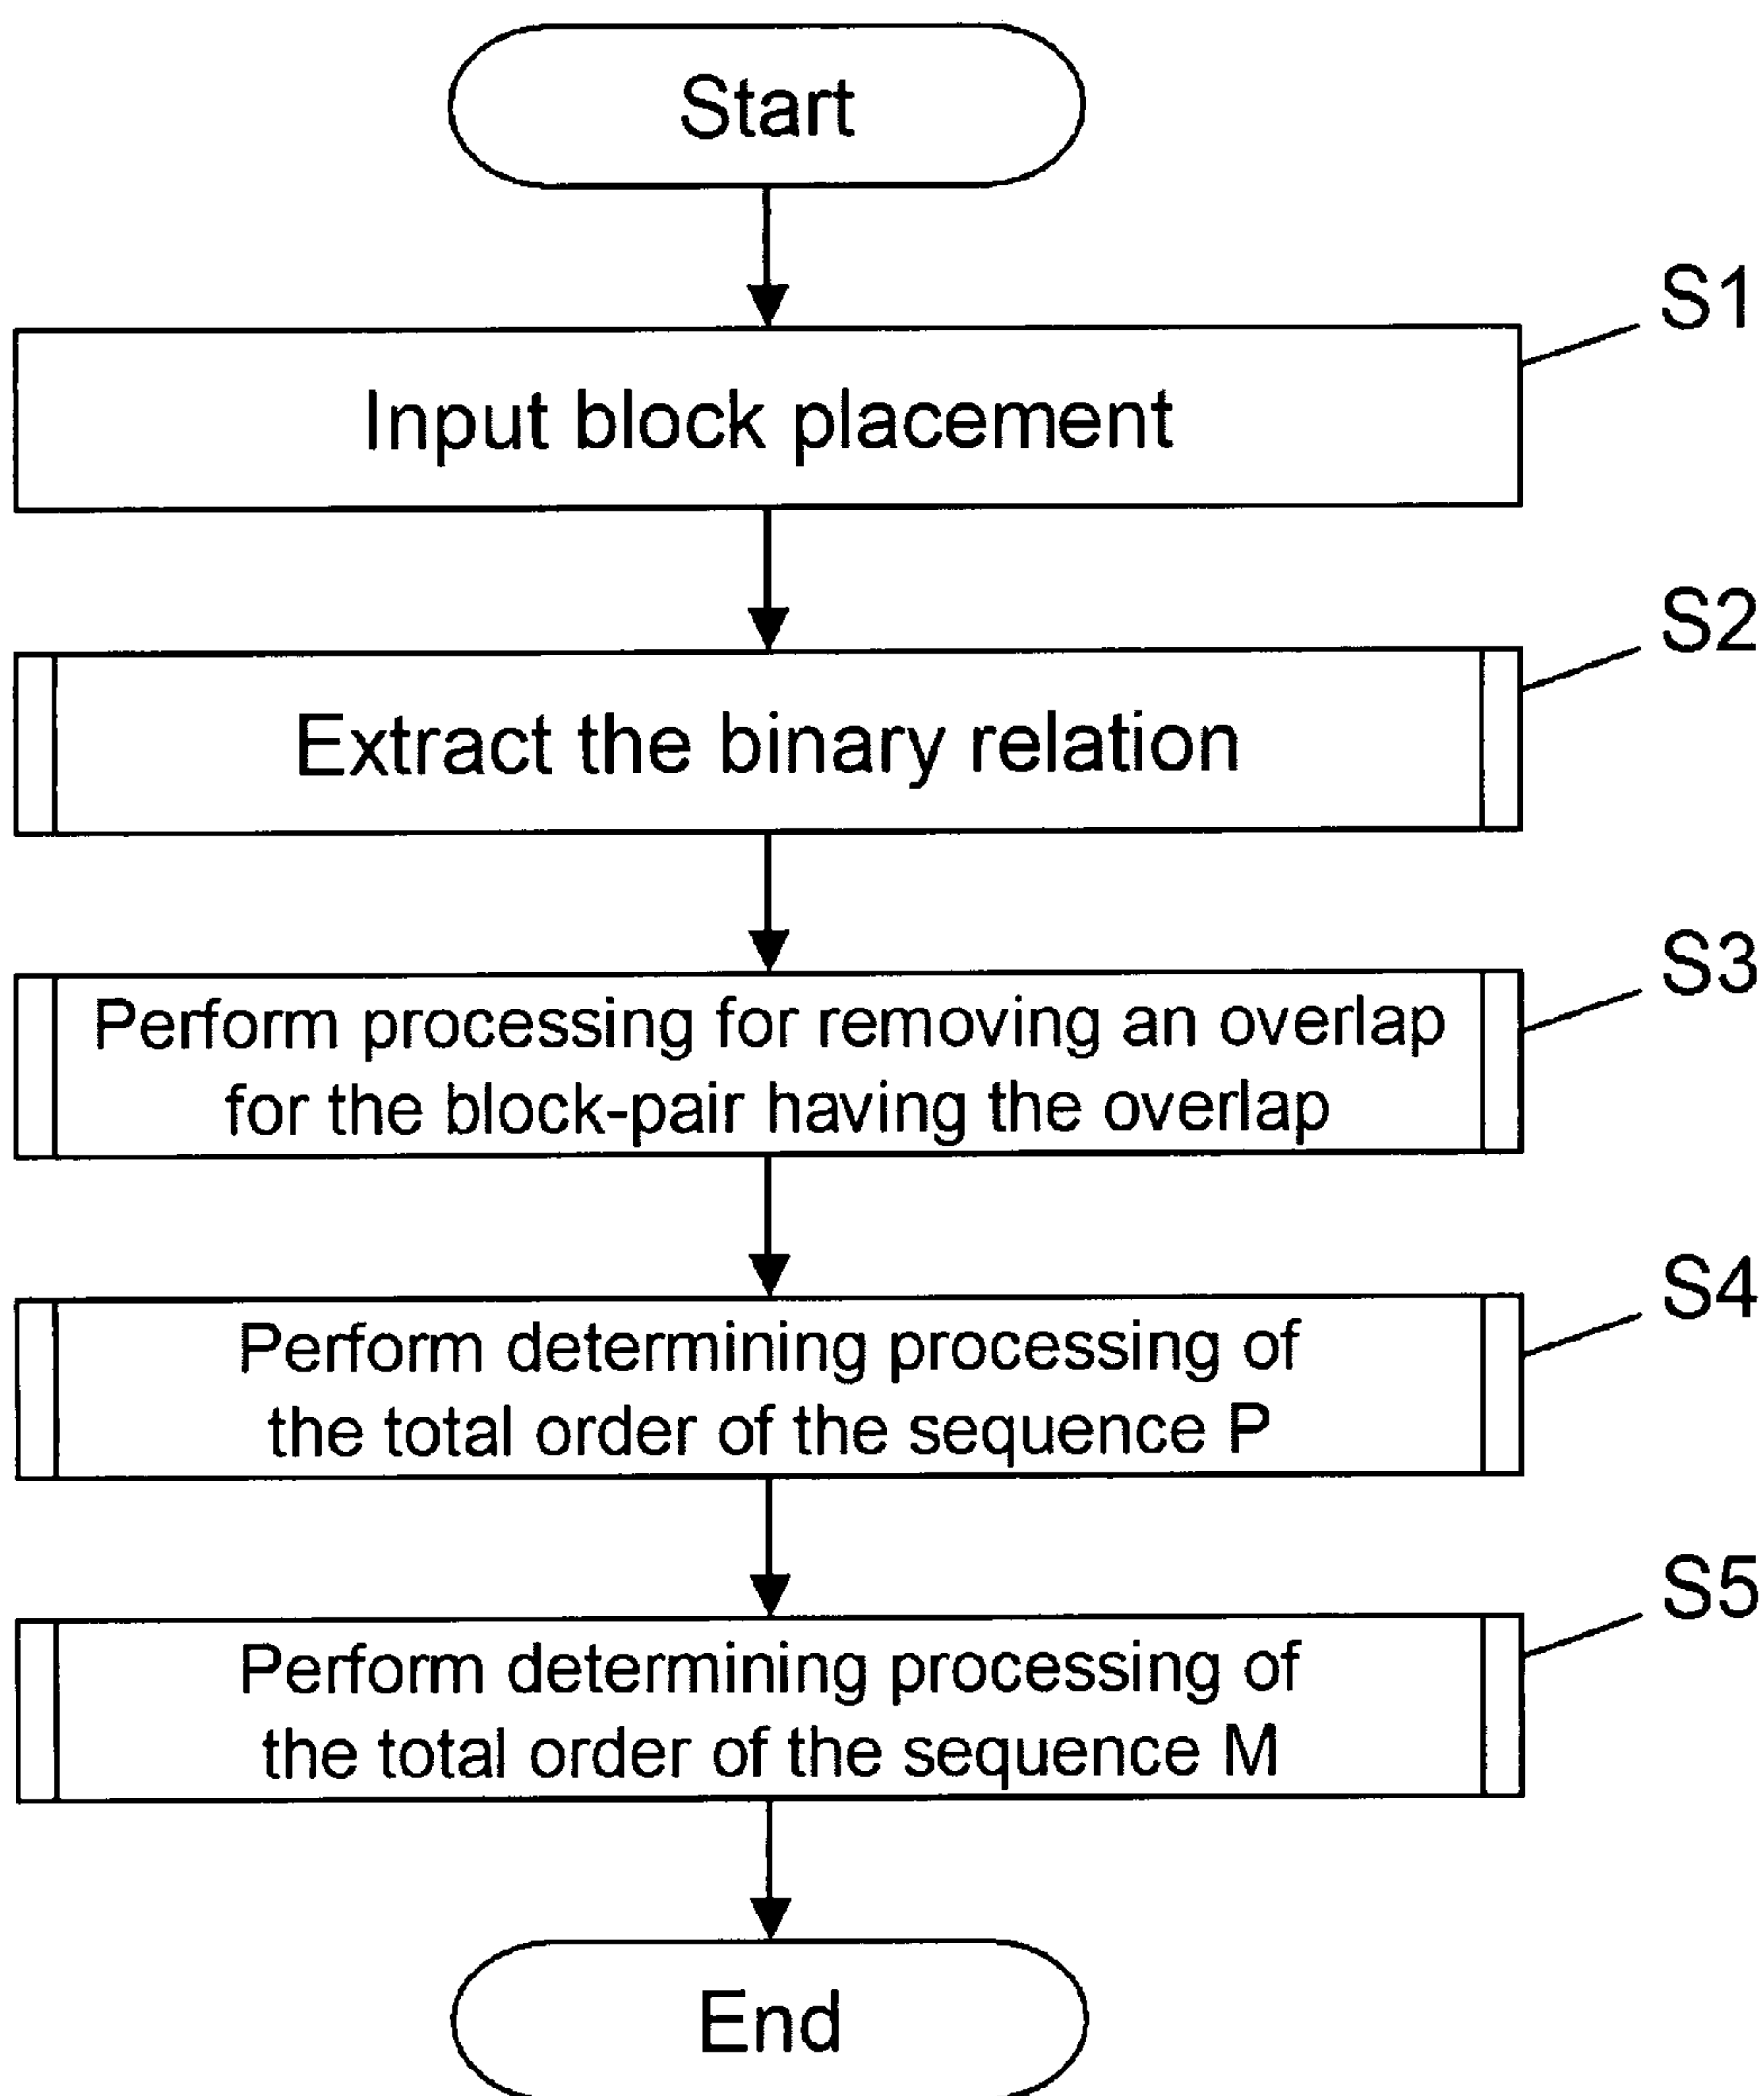 Start
S1
Input block placement
S2
Extract the binary relation
S3
Perform processing for removing an overlap
for the block-pair having the overlap
S4
Perform determining processing of
the total order of the sequence P
S5
Perform determining processing of
the total order of the sequence M
End